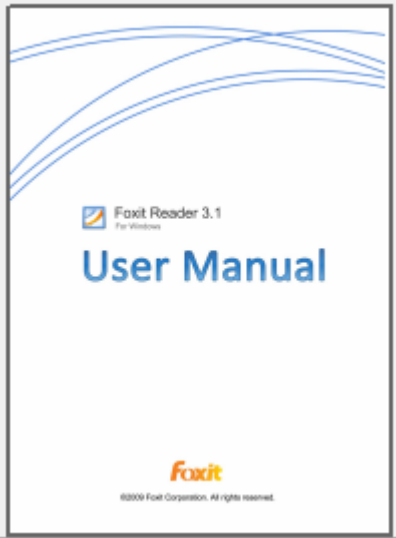 Foxit Reader 3.1
For Windows
User Manual
Foxit
©2009 Foxit Corporation. All rights reserved.